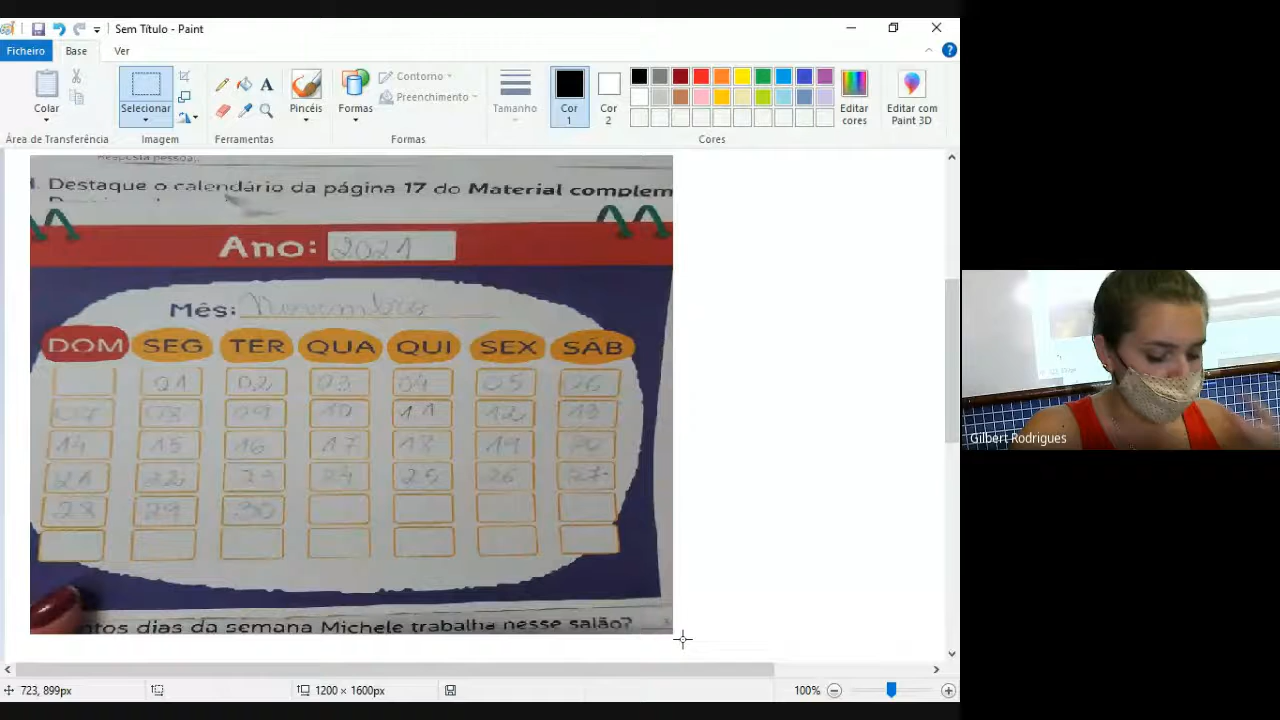 Sem Título - Paint
Ficheiro Base Ver
Colar
Selecionar
Pincéis
Formas
Contorno
Preenchimento
Tamanho
Cor 1
Cor 2
Editar cores
Editar com Paint 3D
Área de Transferência Imagem Ferramentas Formas Cores
Resposta pessoal.
Destaque o calendário da página 17 do Material complem
Ano: 2021
Mês: Novembro
DOM SEG TER QUA QUI SEX SÁB
01 02 03 04 05 06
07 08 09 10 11 12 13
14 15 16 17 18 19 20
21 22 23 24 25 26 27
28 29 30
ntos dias da semana Michele trabalha nesse salão?
Gilbert Rodrigues
723, 899px 1200 × 1600px 100%